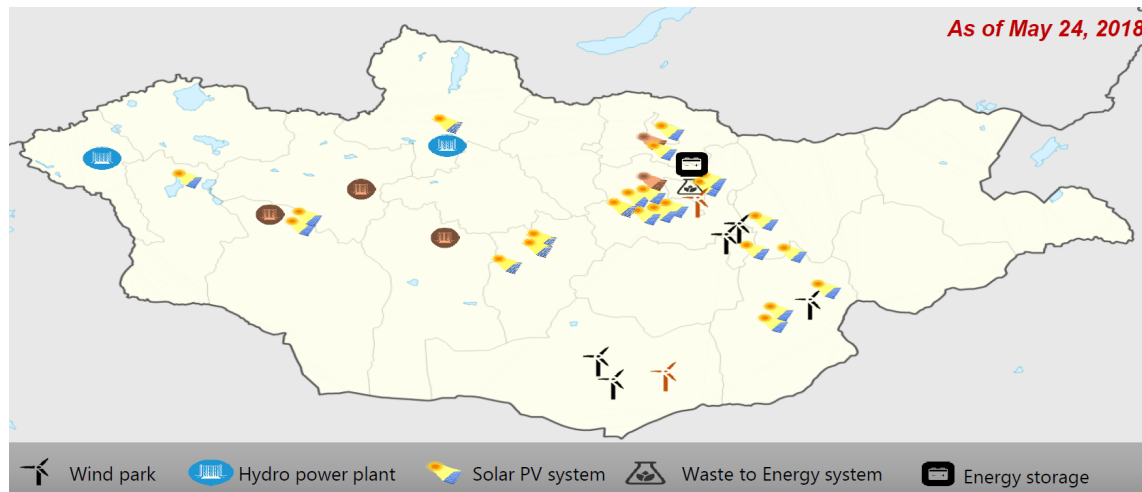 As of May 24, 2018
Wind park Hydro power plant Solar PV system Waste to Energy system Energy storage